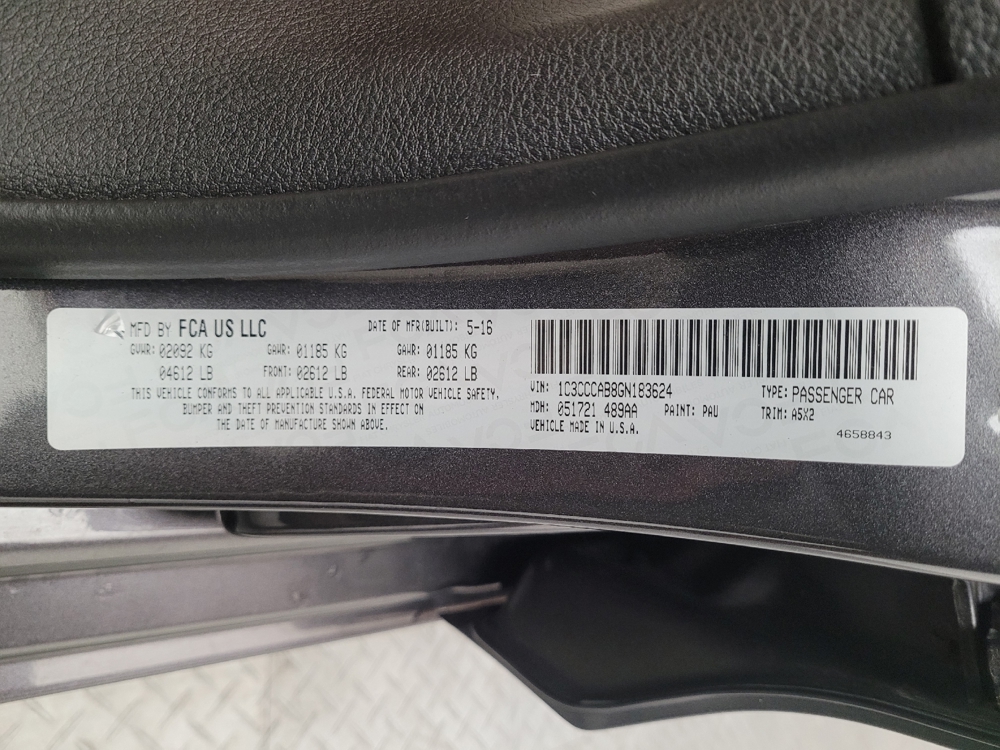 MFD BY FCA US LLC DATE OF MFR(BUILT): 5-16
GVWR: 02092 KG GAWR: 01185 KG GAWR: 01185 KG
04612 LB FRONT: 02612 LB REAR: 02612 LB
THIS VEHICLE CONFORMS TO ALL APPLICABLE U.S.A. FEDERAL MOTOR VEHICLE SAFETY,
BUMPER AND THEFT PREVENTION STANDARDS IN EFFECT ON
THE DATE OF MANUFACTURE SHOWN ABOVE.
VIN: 1C3CCCAB8GN183624 TYPE: PASSENGER CAR
MDH: 051721 489AA PAINT: PAU TRIM: A5X2
VEHICLE MADE IN U.S.A. 4658843